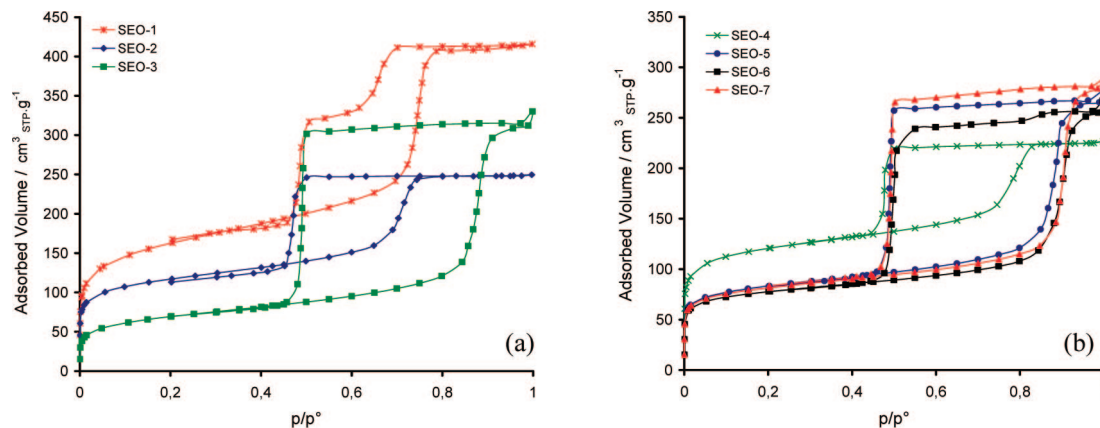 450
400
350
300
250
200
150
100
50
0
Adsorbed Volume / cm³ STP·g⁻¹
SEO-1
SEO-2
SEO-3
(a)
0 0,2 0,4 0,6 0,8 1
p/p°
350
300
250
200
150
100
50
0
Adsorbed Volume / cm³ STP·g⁻¹
SEO-4
SEO-5
SEO-6
SEO-7
(b)
0 0,2 0,4 0,6 0,8
p/p°